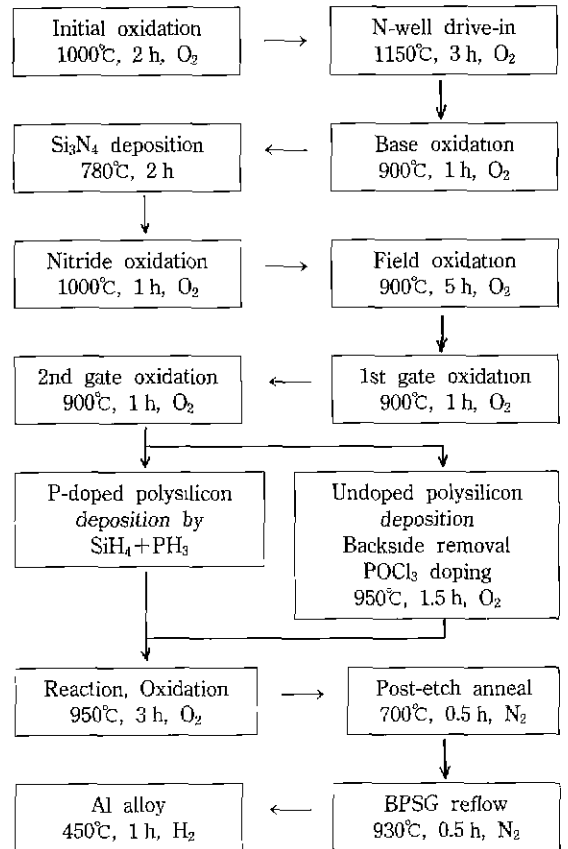 Initial oxidation
1000℃, 2 h, O₂
N-well drive-in
1150℃, 3 h, O₂
Si₃N₄ deposition
780℃, 2 h
Base oxidation
900℃, 1 h, O₂
Nitride oxidation
1000℃, 1 h, O₂
Field oxidation
900℃, 5 h, O₂
2nd gate oxidation
900℃, 1 h, O₂
1st gate oxidation
900℃, 1 h, O₂
P-doped polysilicon
deposition by
SiH₄+PH₃
Undoped polysilicon
deposition
Backside removal
POCl₃ doping
950℃, 1.5 h, O₂
Reaction, Oxidation
950℃, 3 h, O₂
Post-etch anneal
700℃, 0.5 h, N₂
Al alloy
450℃, 1 h, H₂
BPSG reflow
930℃, 0.5 h, N₂